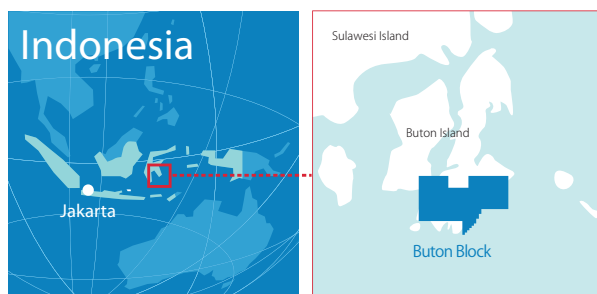 Indonesia
Jakarta
Sulawesi Island
Buton Island
Buton Block